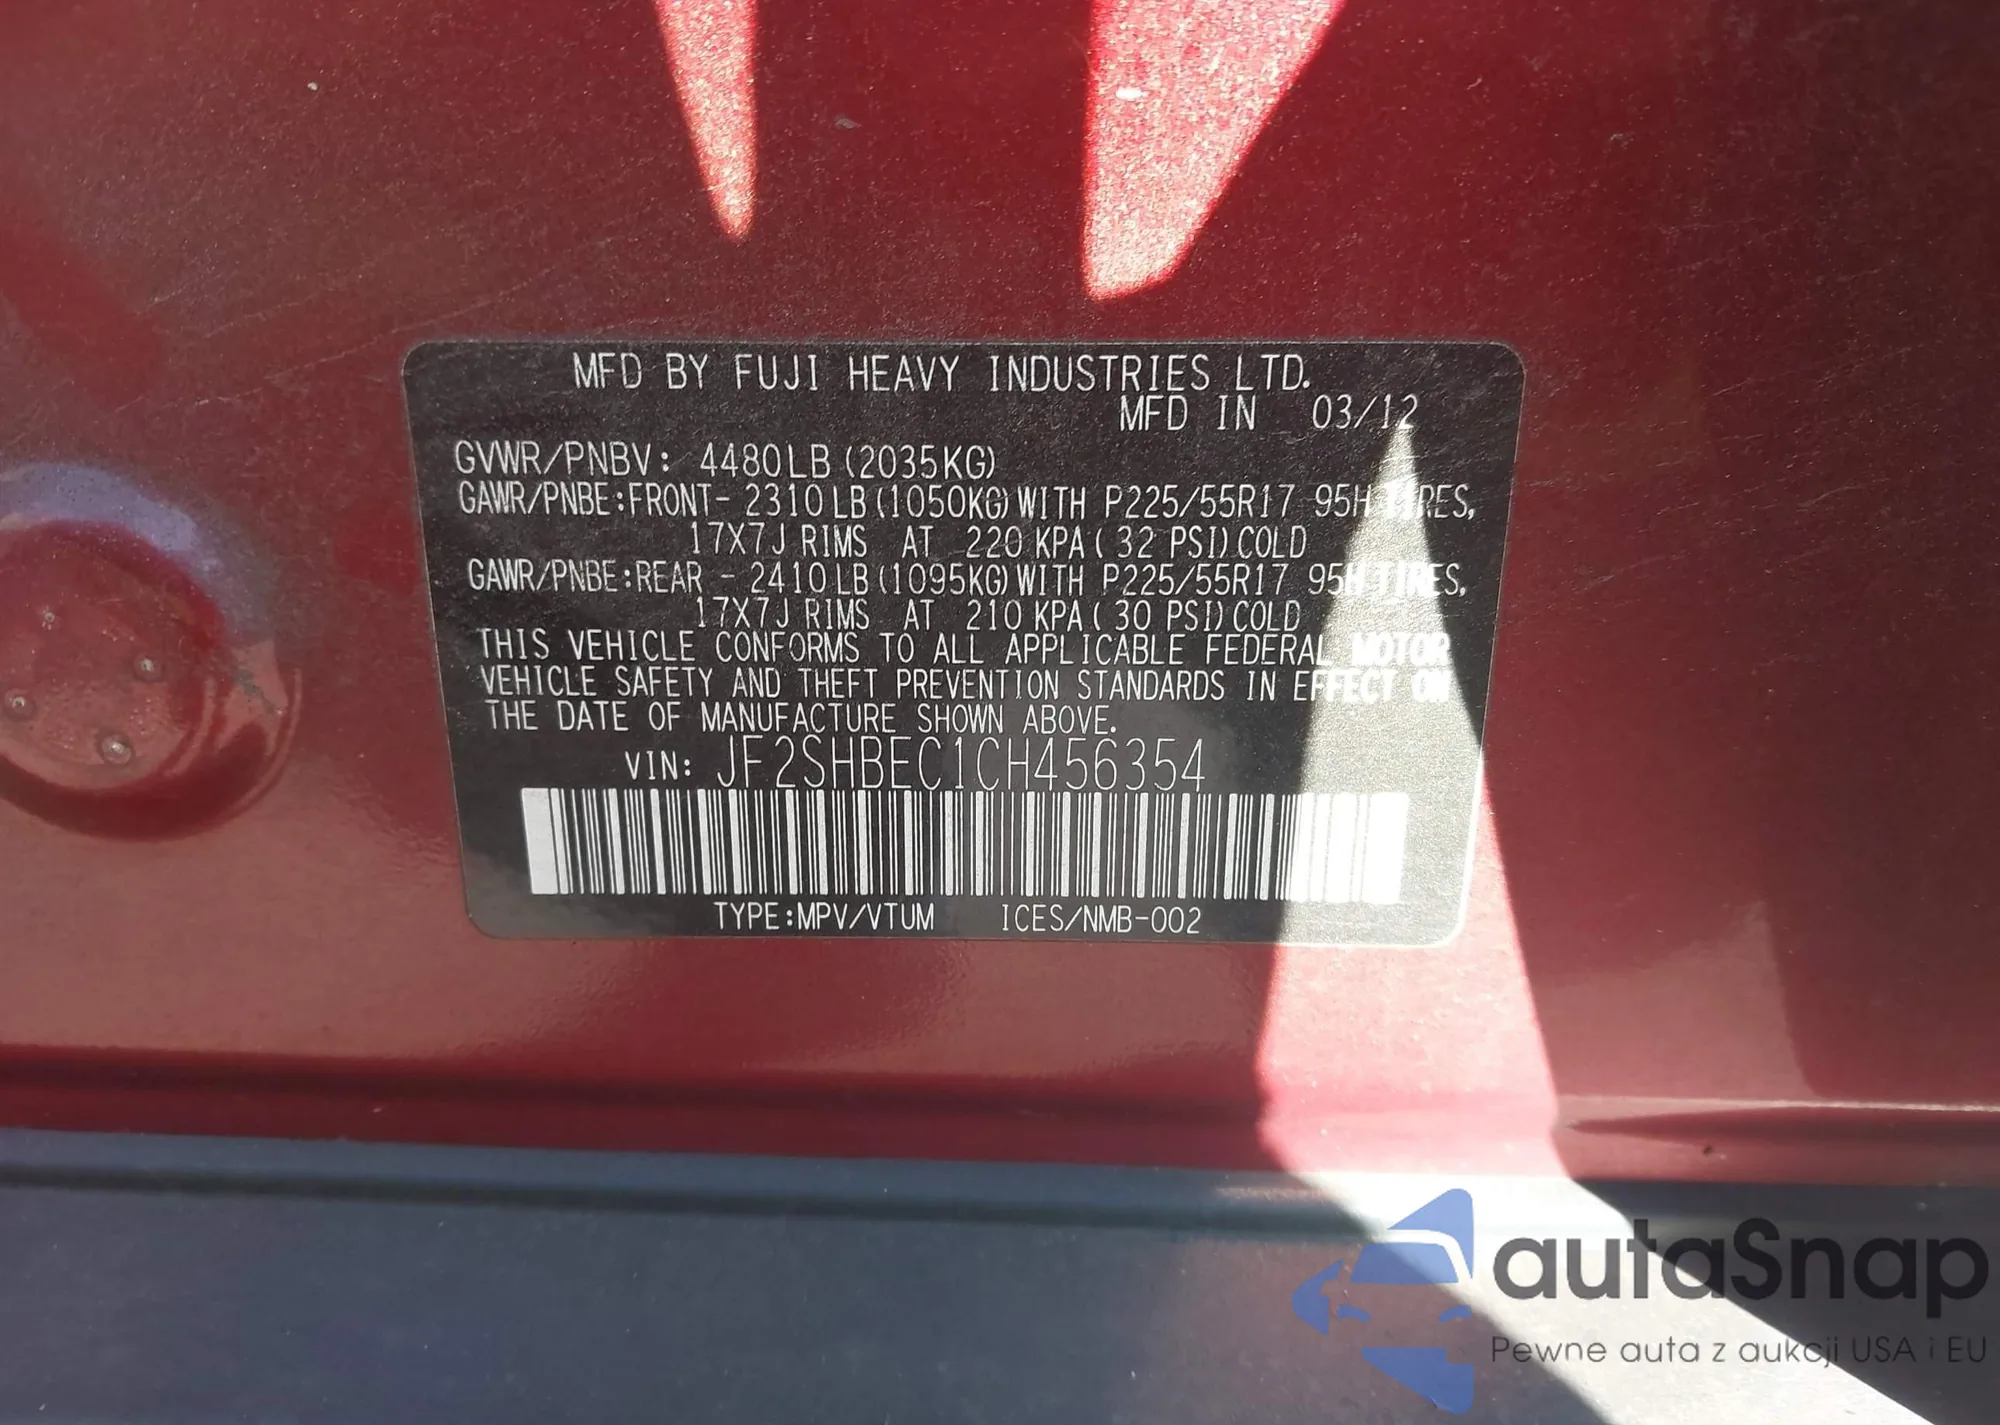 MFD BY FUJI HEAVY INDUSTRIES LTD.
MFD IN 03/12
GVWR/PNBV: 4480LB (2035KG)
GAWR/PNBE:FRONT- 2310LB(1050KG)WITH P225/55R17 95H TIRES,
17X7J RIMS AT 220 KPA( 32 PSI)COLD
GAWR/PNBE:REAR - 2410LB(1095KG)WITH P225/55R17 95H TIRES,
17X7J RIMS AT 210 KPA( 30 PSI)COLD
THIS VEHICLE CONFORMS TO ALL APPLICABLE FEDERAL MOTOR
VEHICLE SAFETY AND THEFT PREVENTION STANDARDS IN EFFECT ON
THE DATE OF MANUFACTURE SHOWN ABOVE.
VIN: JF2SHBEC1CH456354
TYPE:MPV/VTUM ICES/NMB-002
autaSnap
Pewne auta z aukcji USA i EU